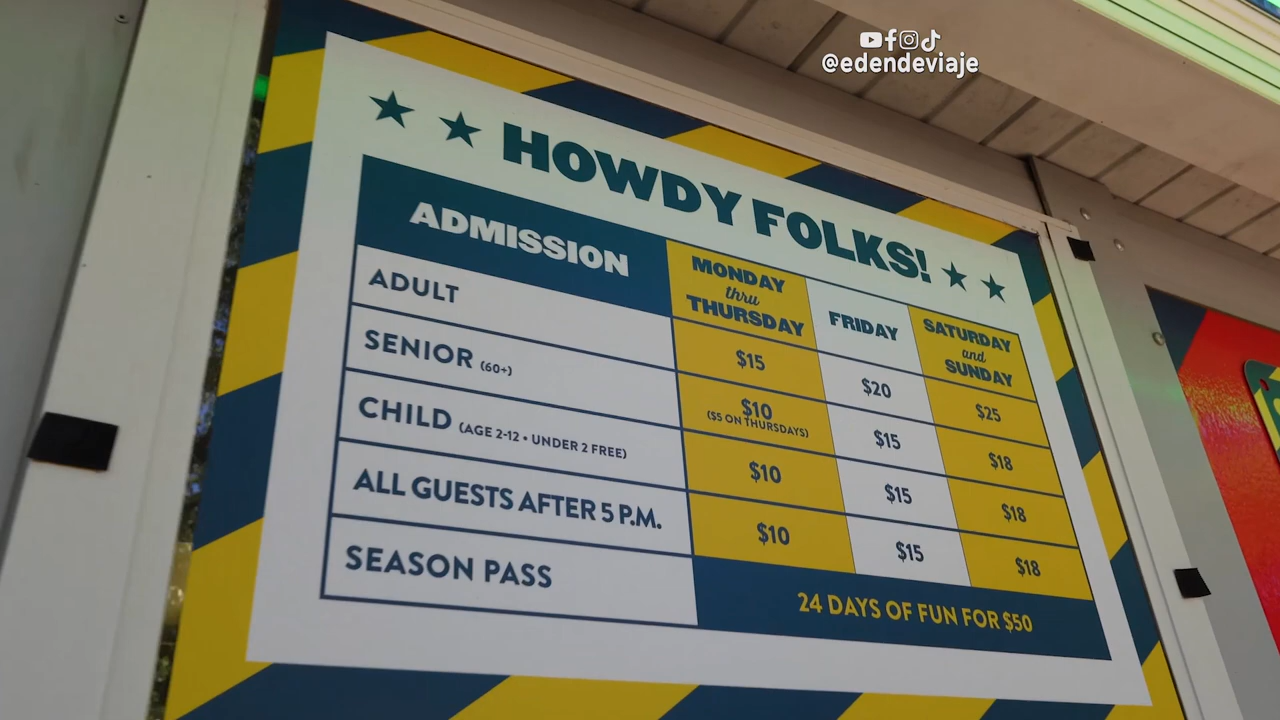 @edendeviaje
HOWDY FOLKS!
ADMISSION
MONDAY
thru
THURSDAY
FRIDAY
SATURDAY
and
SUNDAY
ADULT
$15
$20
$25
SENIOR (60+)
$10
($5 ON THURSDAYS)
$15
$18
CHILD (AGE 2-12 • UNDER 2 FREE)
$10
$15
$18
ALL GUESTS AFTER 5 P.M.
$10
$15
$18
SEASON PASS
24 DAYS OF FUN FOR $50